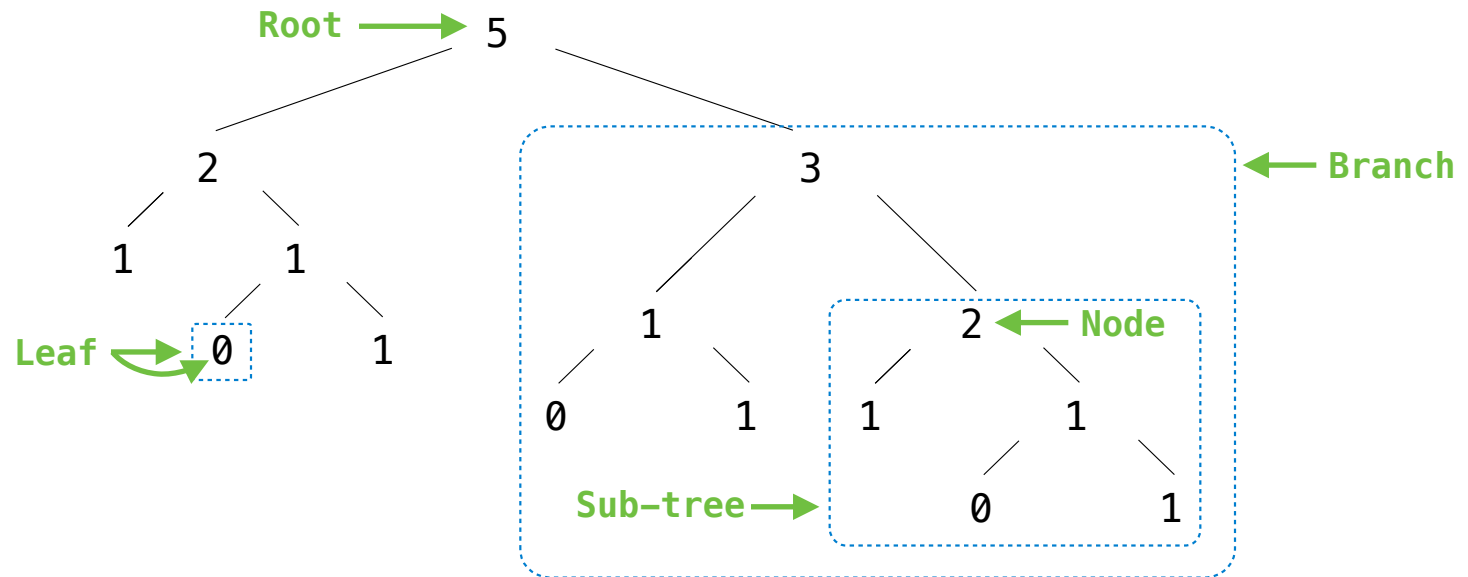 Root 5
2 3 Branch
1 1
1 2 Node
Leaf 0 1
0 1 1 1
Sub-tree 0 1